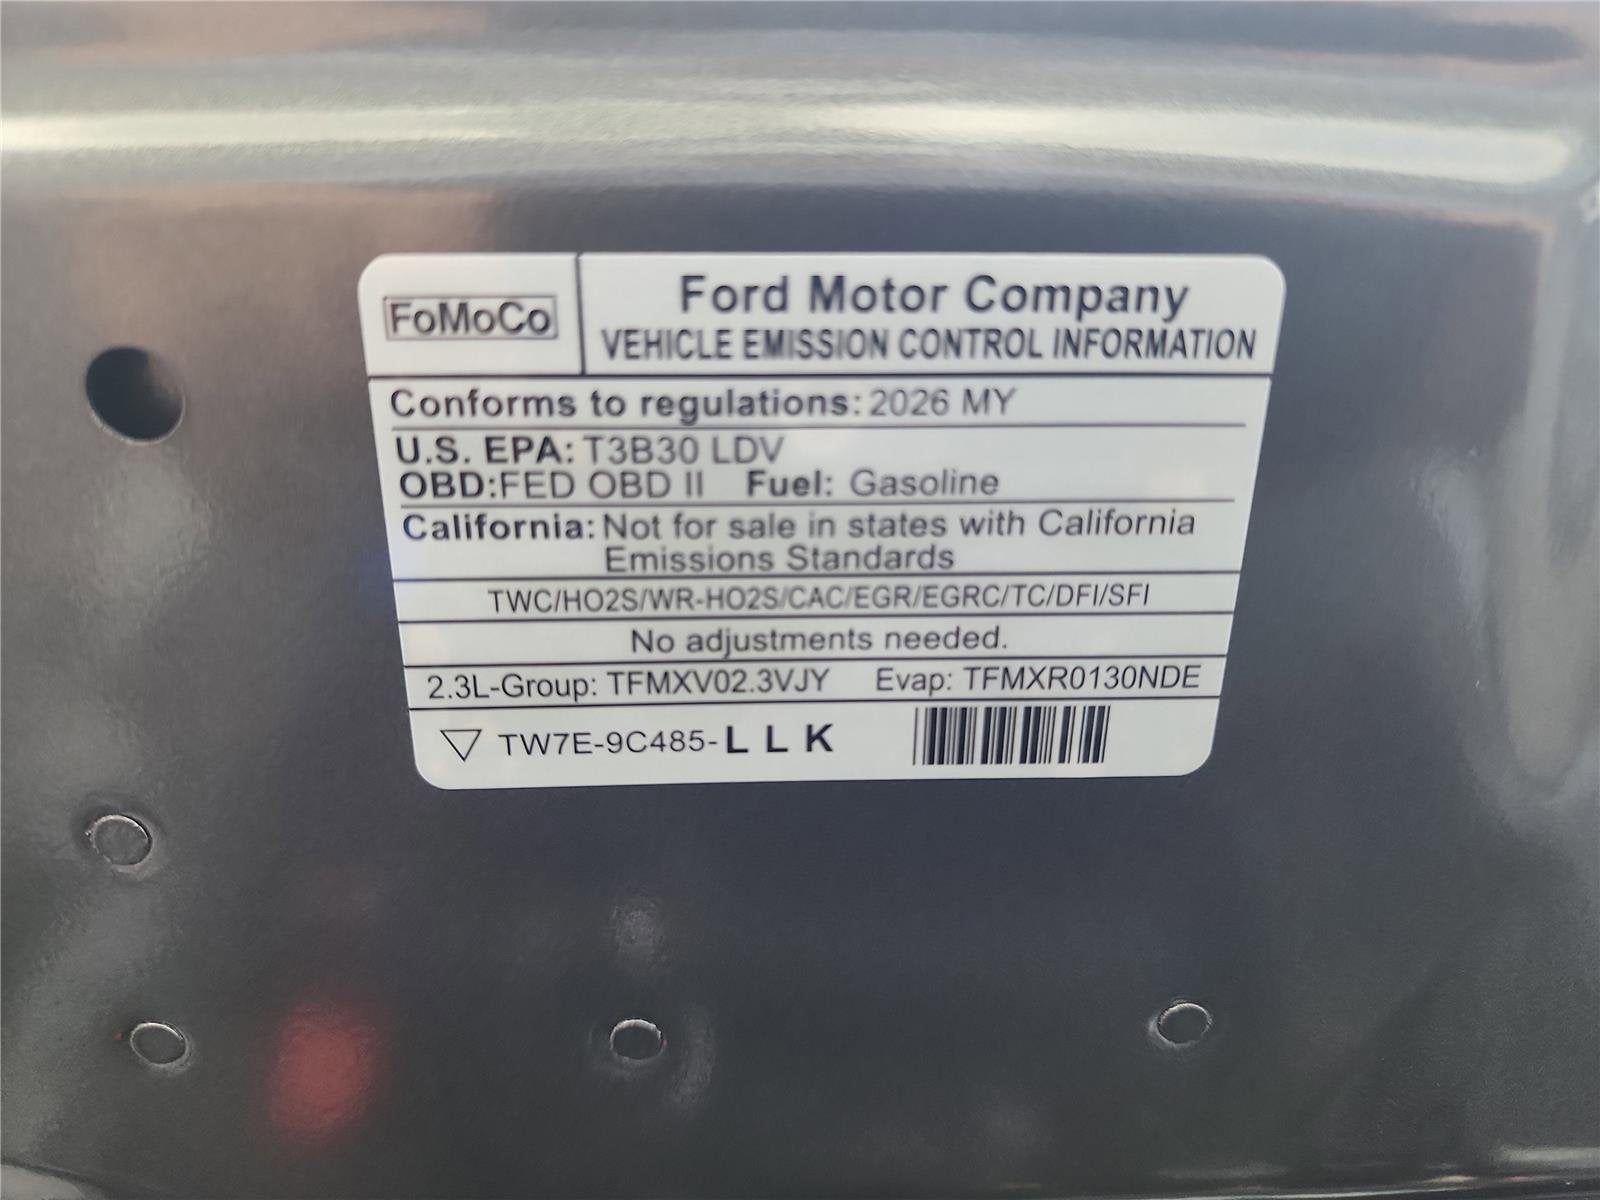 FoMoCo
Ford Motor Company
VEHICLE EMISSION CONTROL INFORMATION
Conforms to regulations: 2026 MY
U.S. EPA: T3B30 LDV
OBD:FED OBD II Fuel: Gasoline
California: Not for sale in states with California
Emissions Standards
TWC/HO2S/WR-HO2S/CAC/EGR/EGRC/TC/DFI/SFI
No adjustments needed.
2.3L-Group: TFMXV02.3VJY Evap: TFMXR0130NDE
TW7E-9C485-LLK